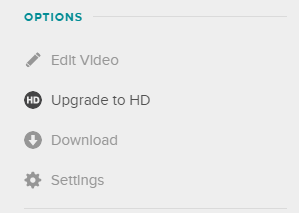 OPTIONS
Edit Video
HD Upgrade to HD
Download
Settings